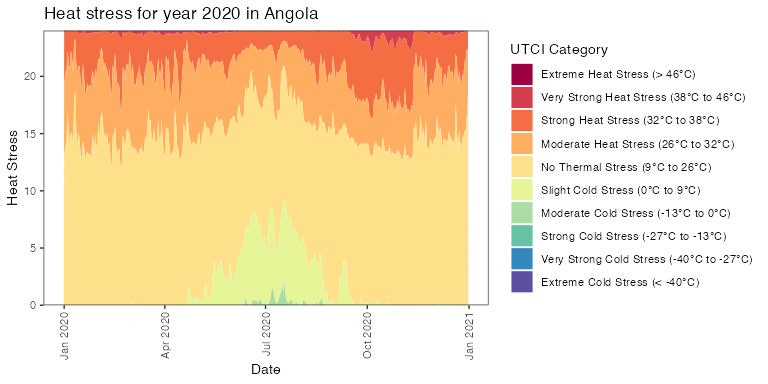 Heat stress for year 2020 in Angola
Heat Stress
20
15
10
5
0
Jan 2020
Apr 2020
Jul 2020
Oct 2020
Jan 2021
Date
UTCI Category
Extreme Heat Stress (> 46°C)
Very Strong Heat Stress (38°C to 46°C)
Strong Heat Stress (32°C to 38°C)
Moderate Heat Stress (26°C to 32°C)
No Thermal Stress (9°C to 26°C)
Slight Cold Stress (0°C to 9°C)
Moderate Cold Stress (-13°C to 0°C)
Strong Cold Stress (-27°C to -13°C)
Very Strong Cold Stress (-40°C to -27°C)
Extreme Cold Stress (< -40°C)